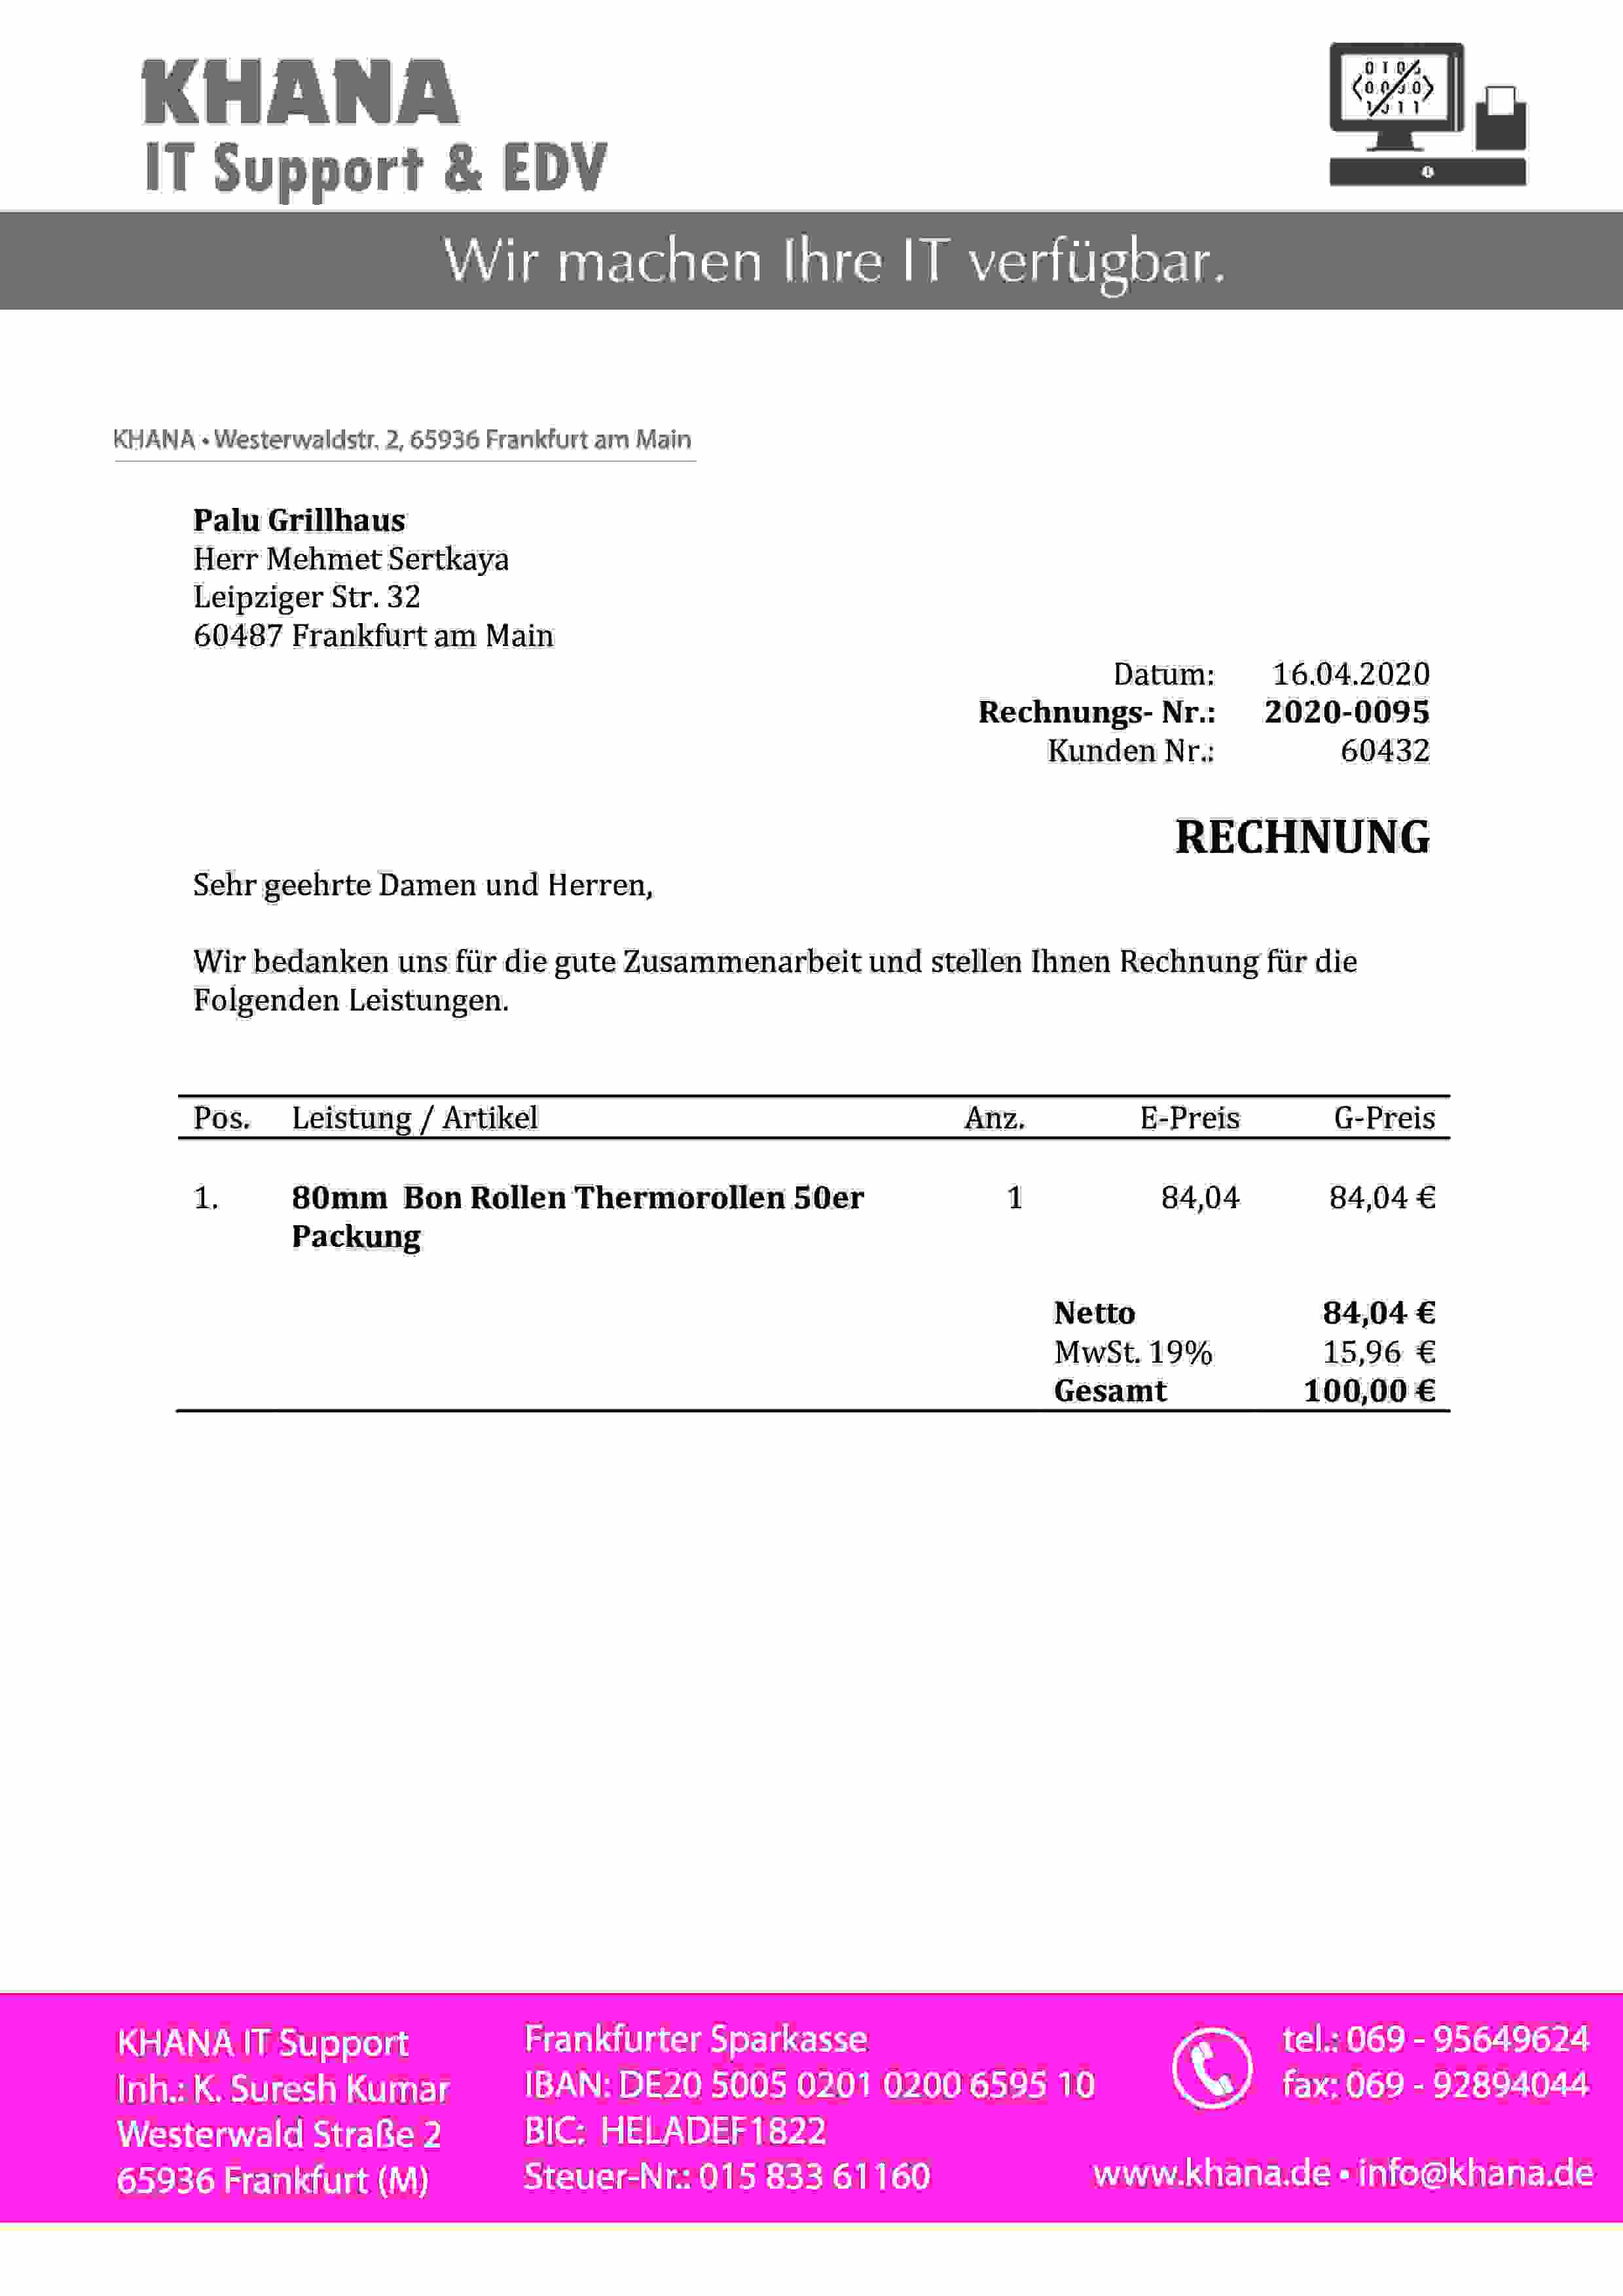 KHANA
IT Support & EDV
Wir machen Ihre IT verfügbar.
KHANA • Westerwaldstr. 2, 65936 Frankfurt am Main
Palu Grillhaus
Herr Mehmet Sertkaya
Leipziger Str. 32
60487 Frankfurt am Main
Datum: 16.04.2020
Rechnungs- Nr.: 2020-0095
Kunden Nr.: 60432
RECHNUNG
Sehr geehrte Damen und Herren,
Wir bedanken uns für die gute Zusammenarbeit und stellen Ihnen Rechnung für die
Folgenden Leistungen.
Pos. Leistung / Artikel Anz. E-Preis G-Preis
1. 80mm Bon Rollen Thermorollen 50er 1 84,04 84,04 €
Packung
Netto 84,04 €
MwSt. 19% 15,96 €
Gesamt 100,00 €
KHANA IT Support
Inh.: K. Suresh Kumar
Westerwald Straße 2
65936 Frankfurt (M)
Frankfurter Sparkasse
IBAN: DE20 5005 0201 0200 6595 10
BIC: HELADEF1822
Steuer-Nr.: 015 833 61160
tel.: 069 - 95649624
fax: 069 - 92894044
www.khana.de • info@khana.de